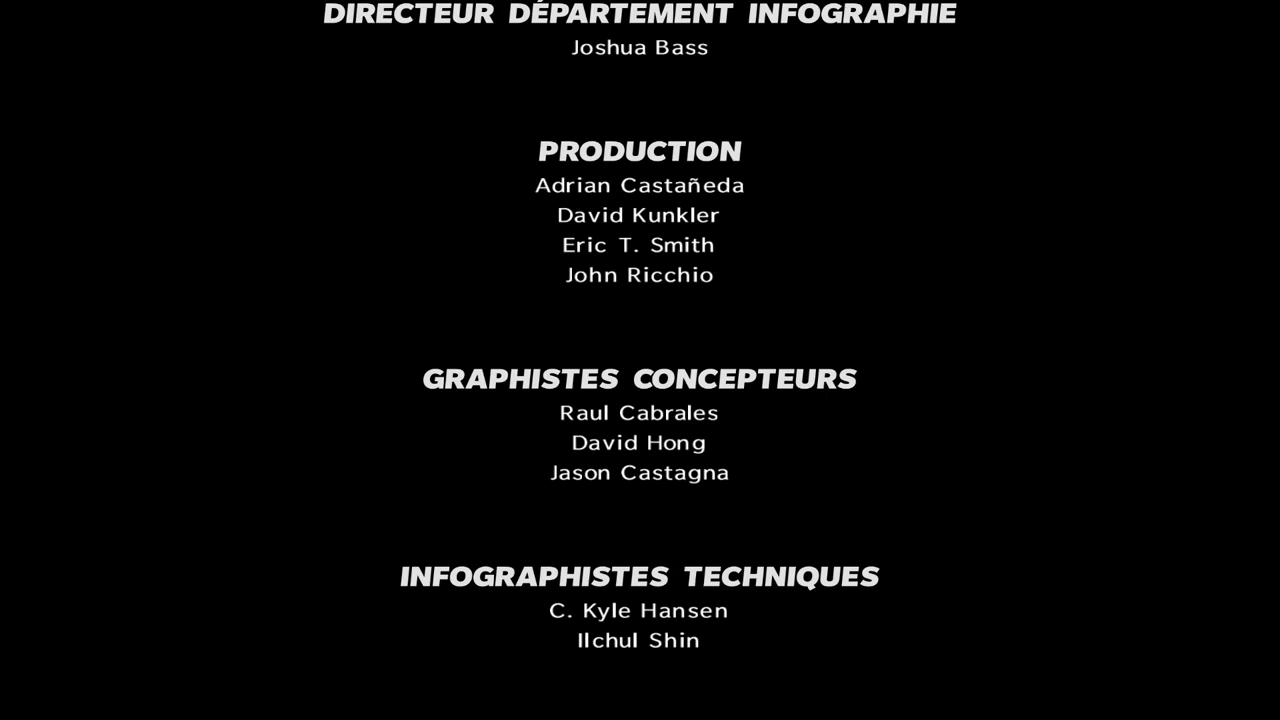 DIRECTEUR DÉPARTEMENT INFOGRAPHIE
Joshua Bass
PRODUCTION
Adrian Castañeda
David Kunkler
Eric T. Smith
John Ricchio
GRAPHISTES CONCEPTEURS
Raul Cabrales
David Hong
Jason Castagna
INFOGRAPHISTES TECHNIQUES
C. Kyle Hansen
Ilchul Shin